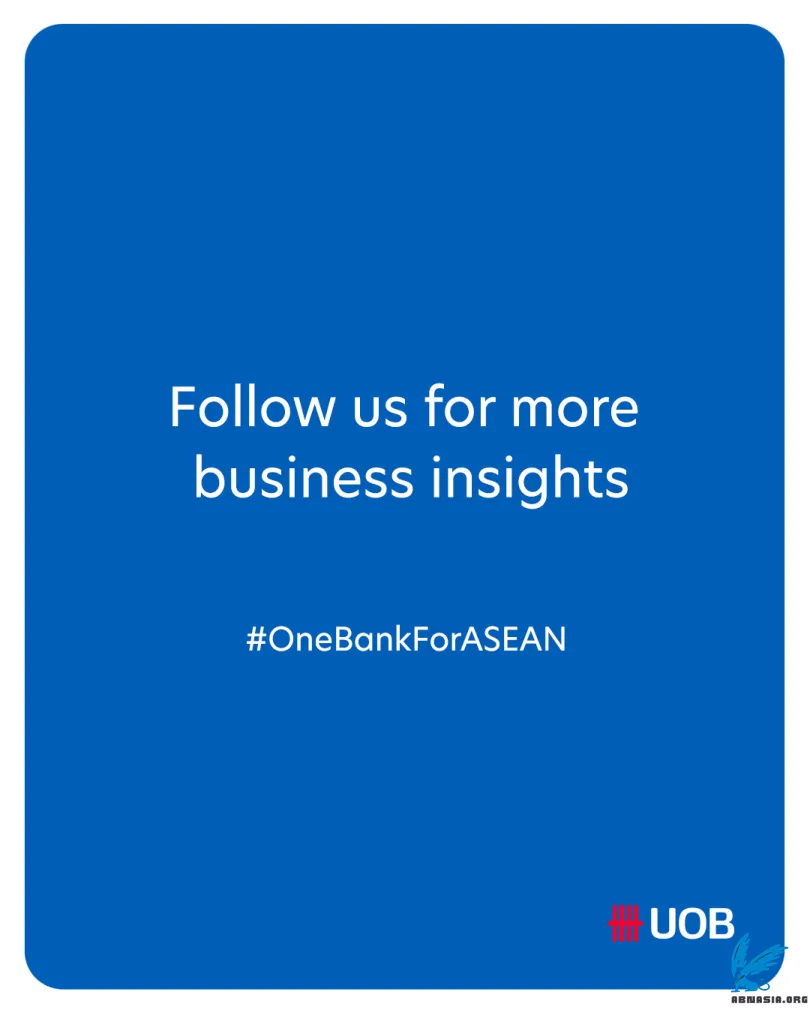 Follow us for more
business insights
#OneBankForASEAN
UOB
ABNASIA.ORG